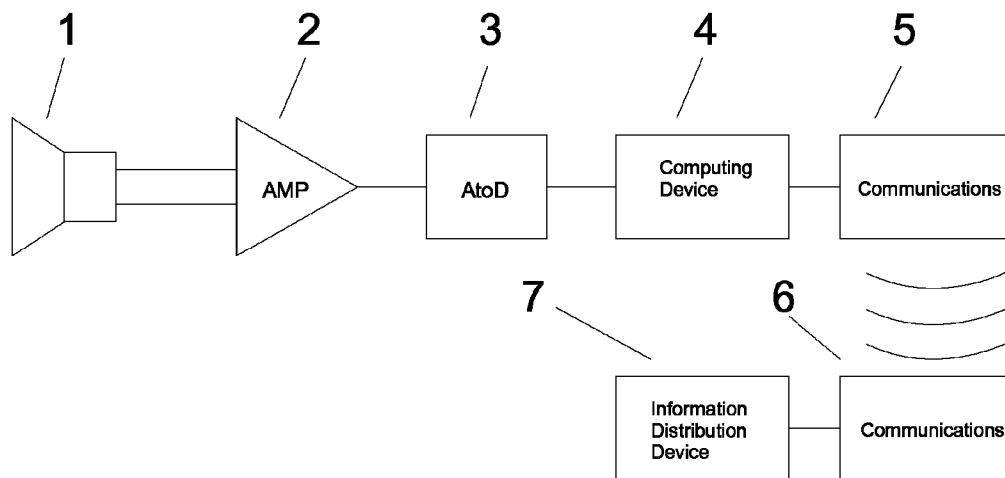 1
2
3
4
5
AMP
AtoD
Computing
Device
Communications
7
6
Information
Distribution
Device
Communications